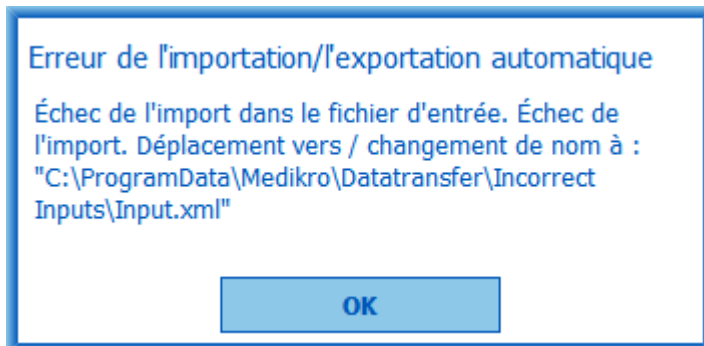 Erreur de l'importation/l'exportation automatique
Échec de l'import dans le fichier d'entrée. Échec de
l'import. Déplacement vers / changement de nom à :
"C:\ProgramData\Medikro\Datatransfer\Incorrect
Inputs\Input.xml"
OK